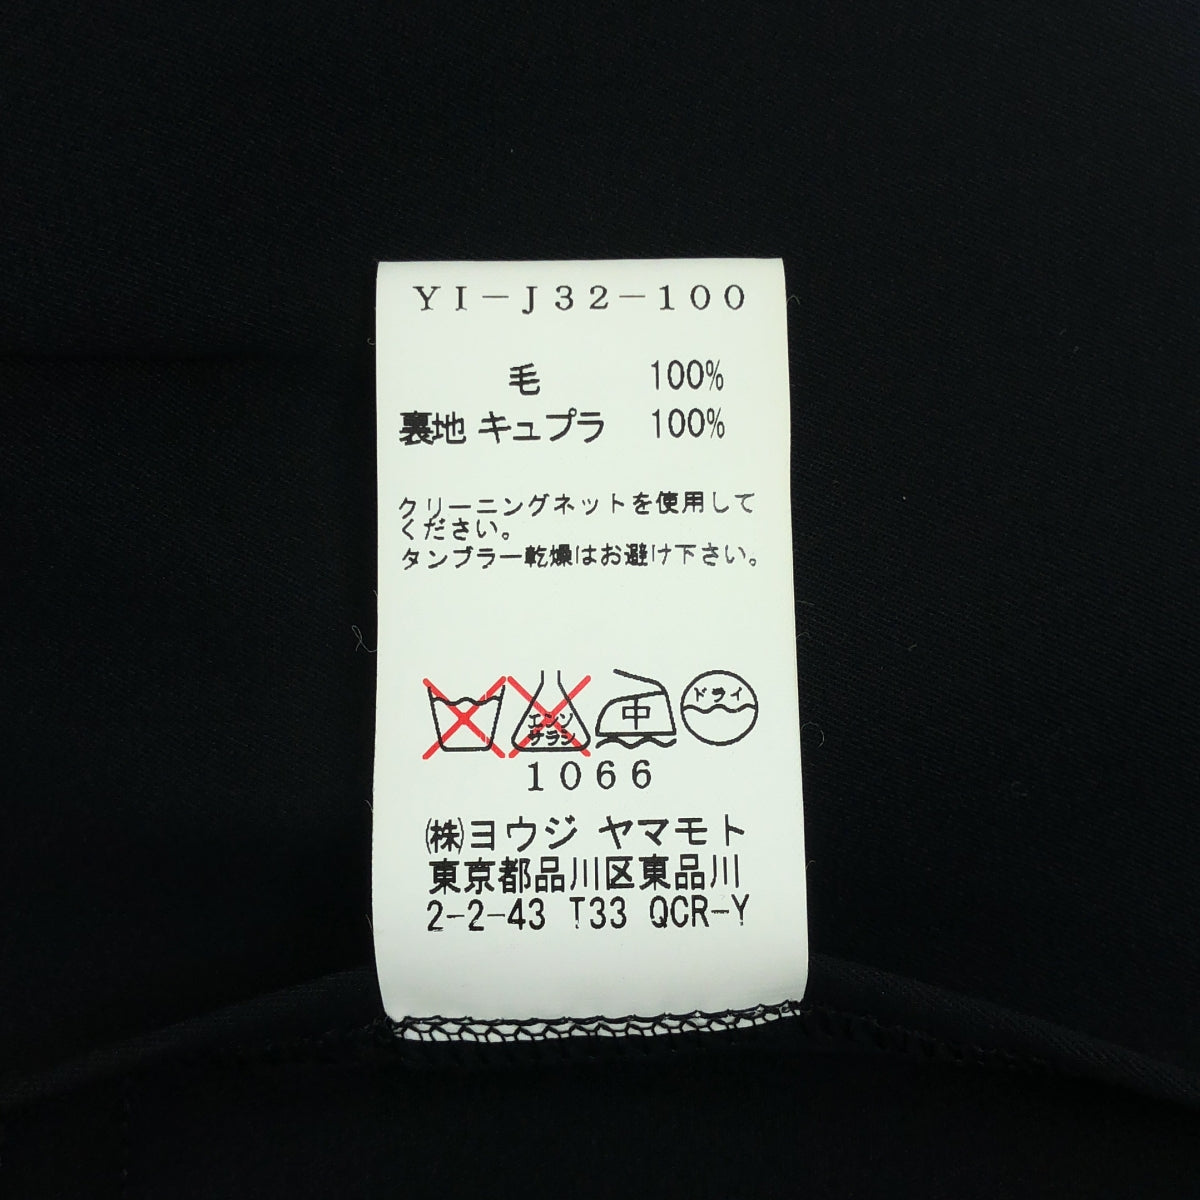 YI-J32-100
毛 100%
裏地 キュプラ 100%
クリーニングネットを使用して
ください。
タンブラー乾燥はお避け下さい。
エンソ
サラシ
中
ドライ
1066
㈱ヨウジ ヤマモト
東京都品川区東品川
2-2-43 T33 QCR-Y